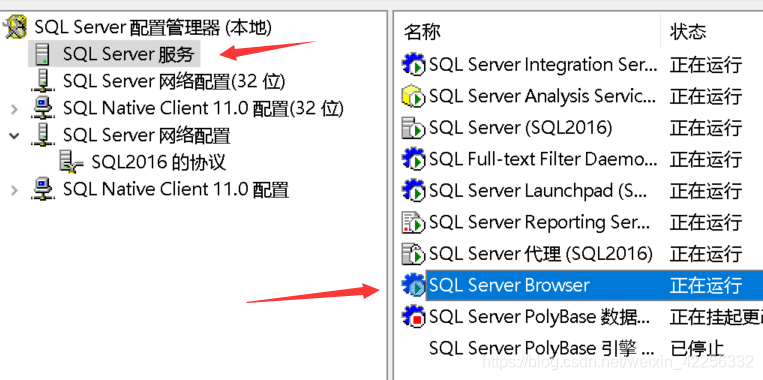 SQL Server 配置管理器 (本地)
SQL Server 服务
SQL Server 网络配置(32 位)
SQL Native Client 11.0 配置(32 位)
SQL Server 网络配置
SQL2016 的协议
SQL Native Client 11.0 配置
名称 状态
SQL Server Integration Ser... 正在运行
SQL Server Analysis Servic... 正在运行
SQL Server (SQL2016) 正在运行
SQL Full-text Filter Daemo... 正在运行
SQL Server Launchpad (S... 正在运行
SQL Server Reporting Ser... 正在运行
SQL Server 代理 (SQL2016) 正在运行
SQL Server Browser 正在运行
SQL Server PolyBase 数据... 正在挂起更改
SQL Server PolyBase 引擎 ... 已停止
https://blog.csdn.net/weixin_42256332